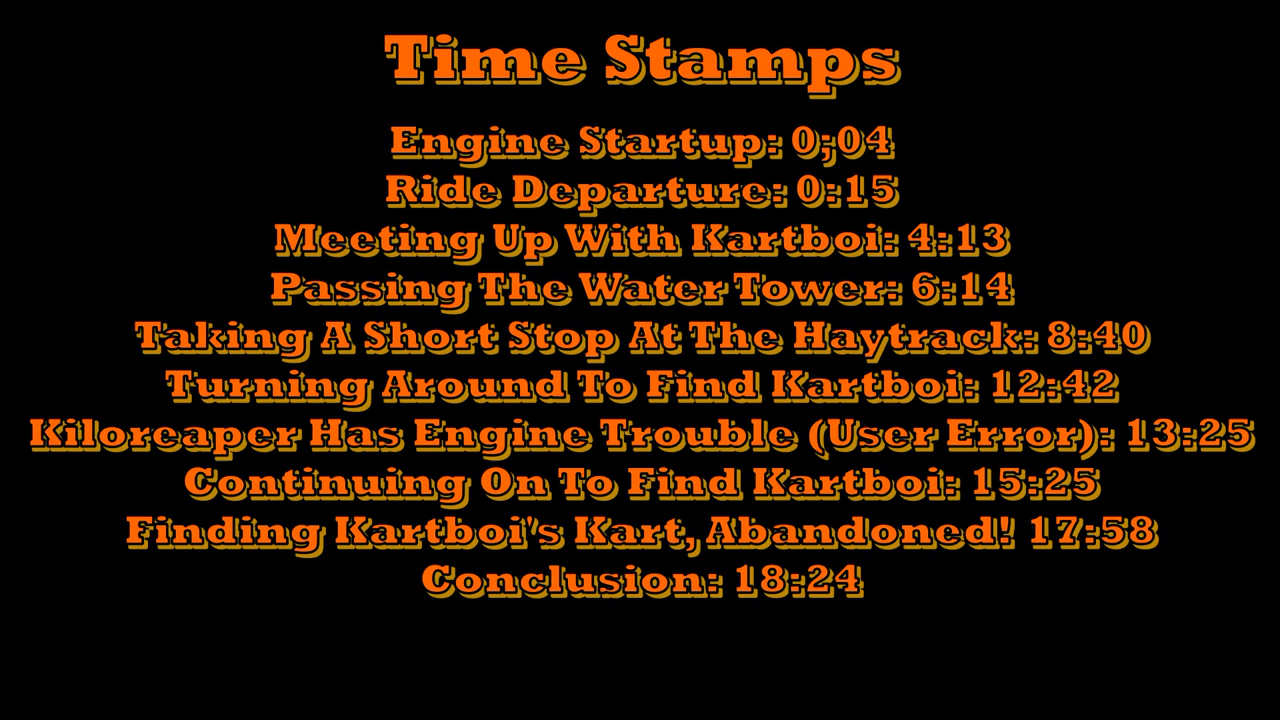 Time Stamps
Engine Startup: 0;04
Ride Departure: 0:15
Meeting Up With Kartboi: 4:13
Passing The Water Tower: 6:14
Taking A Short Stop At The Haytrack: 8:40
Turning Around To Find Kartboi: 12:42
Kiloreaper Has Engine Trouble (User Error): 13:25
Continuing On To Find Kartboi: 15:25
Finding Kartboi's Kart, Abandoned! 17:58
Conclusion: 18:24